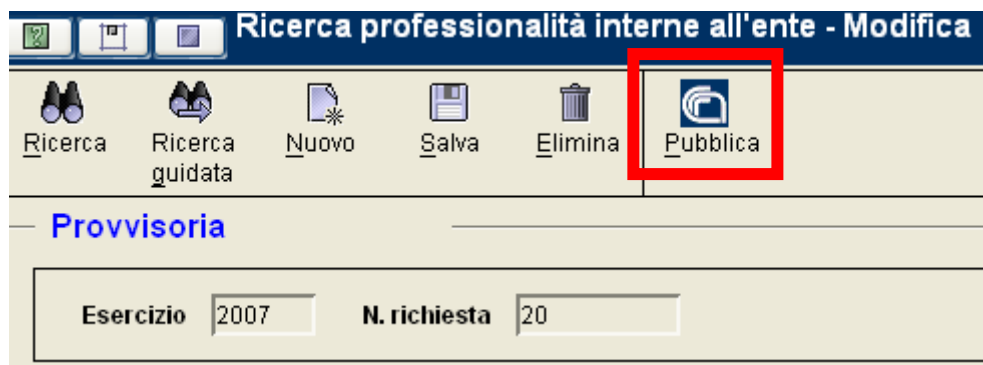 Ricerca professionalità interne all'ente - Modifica
Ricerca Ricerca guidata Nuovo Salva Elimina Pubblica
Provvisoria
Esercizio 2007 N. richiesta 20